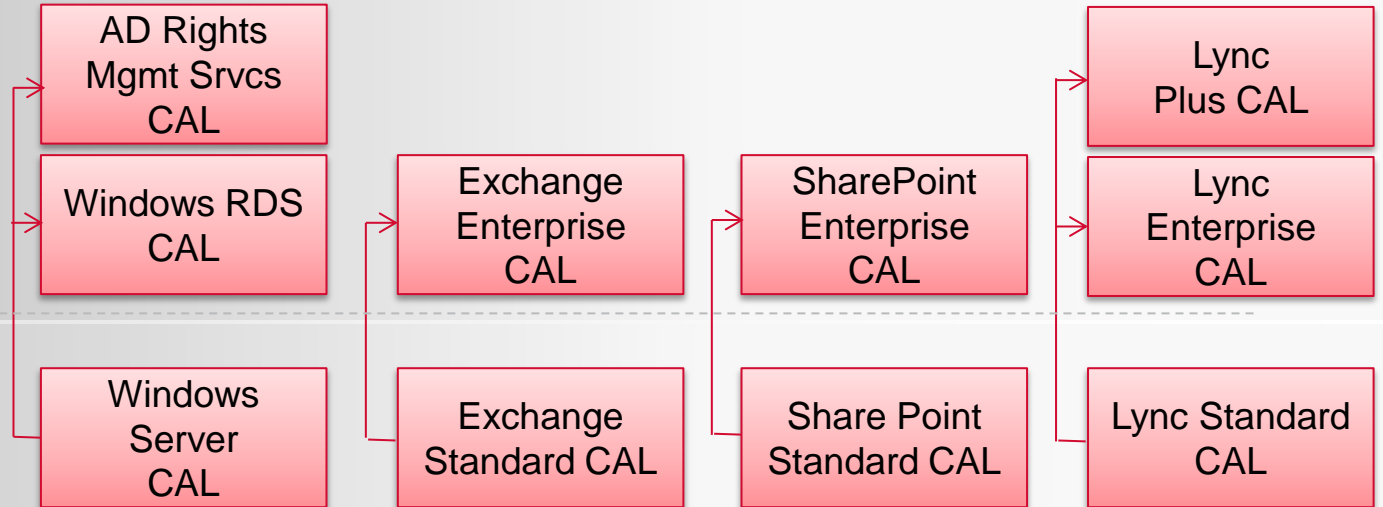 AD Rights
Mgmt Srvcs
CAL
Lync
Plus CAL
Windows RDS
CAL
Exchange
Enterprise
CAL
SharePoint
Enterprise
CAL
Lync
Enterprise
CAL
Windows
Server
CAL
Exchange
Standard CAL
Share Point
Standard CAL
Lync Standard
CAL